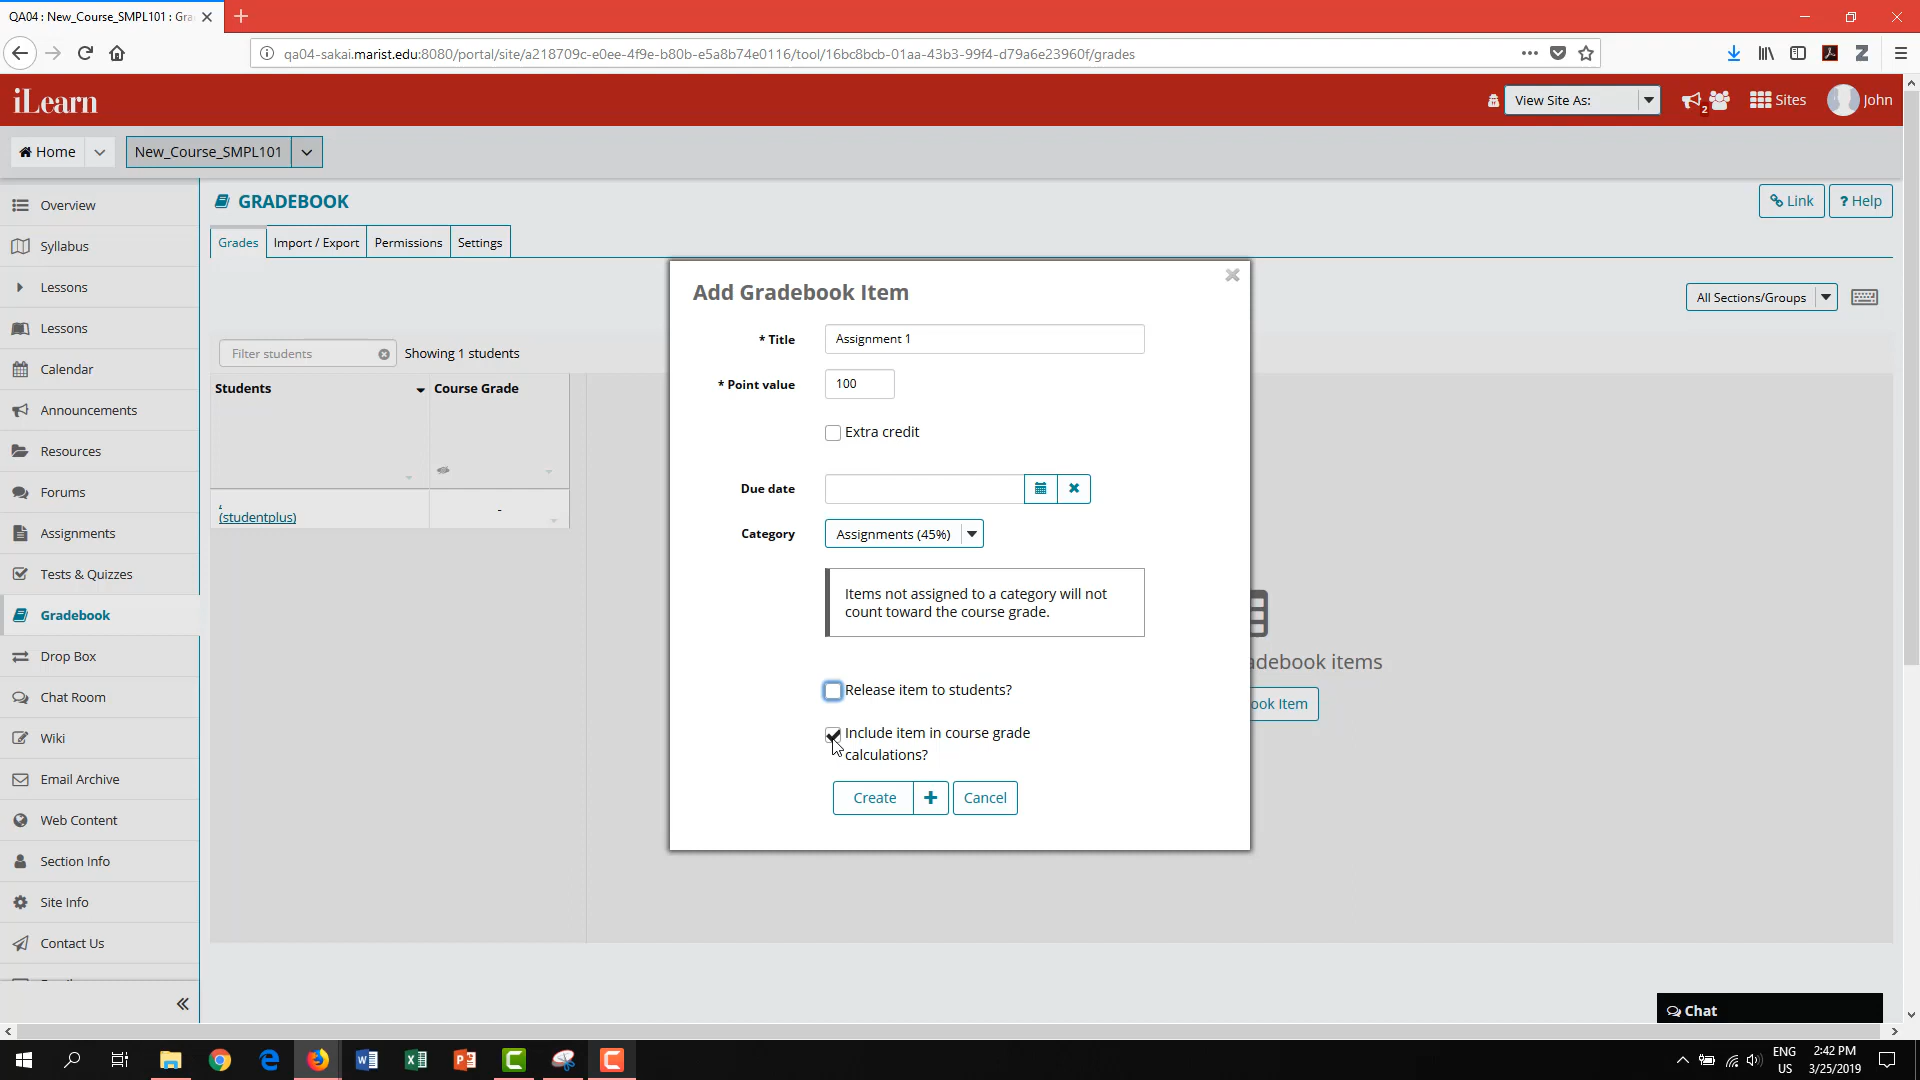 QA04 : New_Course_SMPL101 : Gra
qa04-sakai.marist.edu:8080/portal/site/a218709c-e0ee-4f9e-b80b-e5a8b74e0116/tool/16bc8bcb-01aa-43b3-99f4-d79a6e23960f/grades
iLearn
View Site As:
2
Sites
John
Home
New_Course_SMPL101
Overview
Syllabus
Lessons
Lessons
Calendar
Announcements
Resources
Forums
Assignments
Tests & Quizzes
Gradebook
Drop Box
Chat Room
Wiki
Email Archive
Web Content
Section Info
Site Info
Contact Us
GRADEBOOK
Link
? Help
Grades
Import / Export
Permissions
Settings
All Sections/Groups
Filter students
Showing 1 students
Students
Course Grade
,
(studentplus)
-
Add Gradebook Item
* Title
Assignment 1
* Point value
100
Extra credit
Due date
Category
Assignments (45%)
Items not assigned to a category will not
count toward the course grade.
Release item to students?
Include item in course grade
calculations?
Create
Cancel
adebook items
ook Item
Chat
ENG
US
2:42 PM
3/25/2019